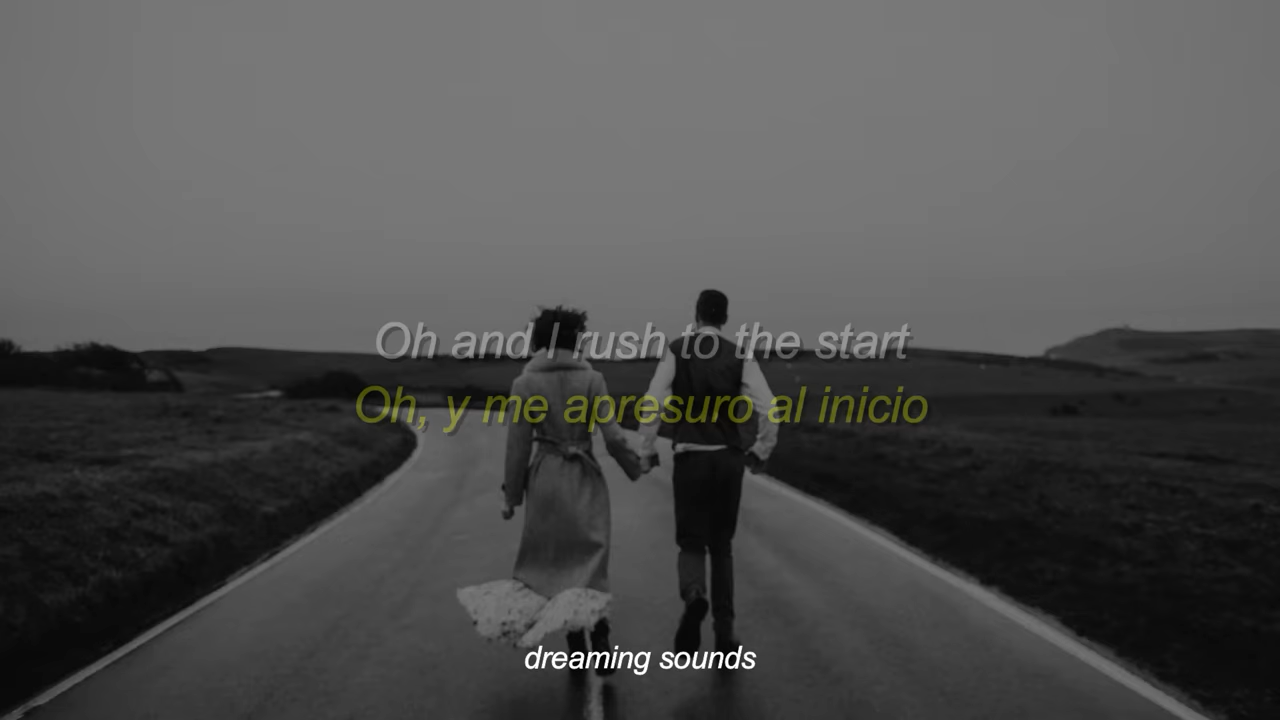 Oh and I rush to the start
Oh, y me apresuro al inicio
dreaming sounds